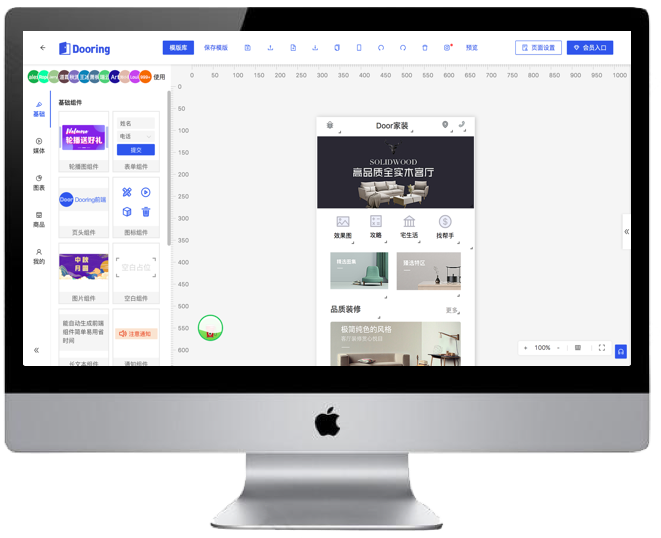 Dooring
模版库
保存模版
预览
页面设置
会员入口
使用
0 50 100 150 200 250 300 350 400 450 500 550 600 650 700 750 800 850 900 950 1000
0
50
100
150
200
250
300
350
400
450
500
550
600
基础
媒体
图表
商品
我的
基础组件
轮播送好礼
轮播图组件
姓名
电话
提交
表单组件
Door Dooring前端
页头组件
图标组件
中秋
月圆
图片组件
空白占位
空白组件
能自动生成前端
组件简单易用省
时间
长文本组件
注意通知
通知组件
Door家装
SOLIDWOOD
高品质全实木客厅
效果图
攻略
宅生活
找帮手
品质装修
更多
极简纯色的风格
+ 100% -